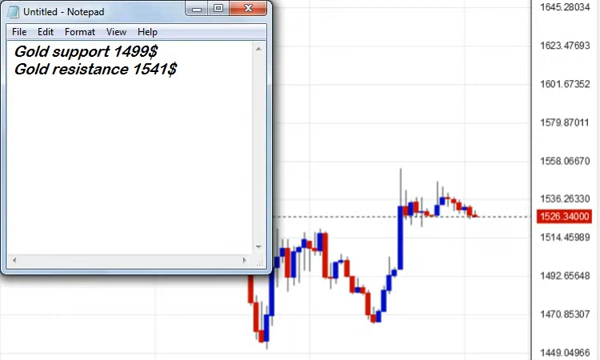 Untitled - Notepad
File Edit Format View Help
Gold support 1499$
Gold resistance 1541$
1645.28034
1623.47693
1601.67352
1579.87011
1558.06670
1536.26330
1526.34000
1514.45989
1492.65648
1470.85307
1449.04966